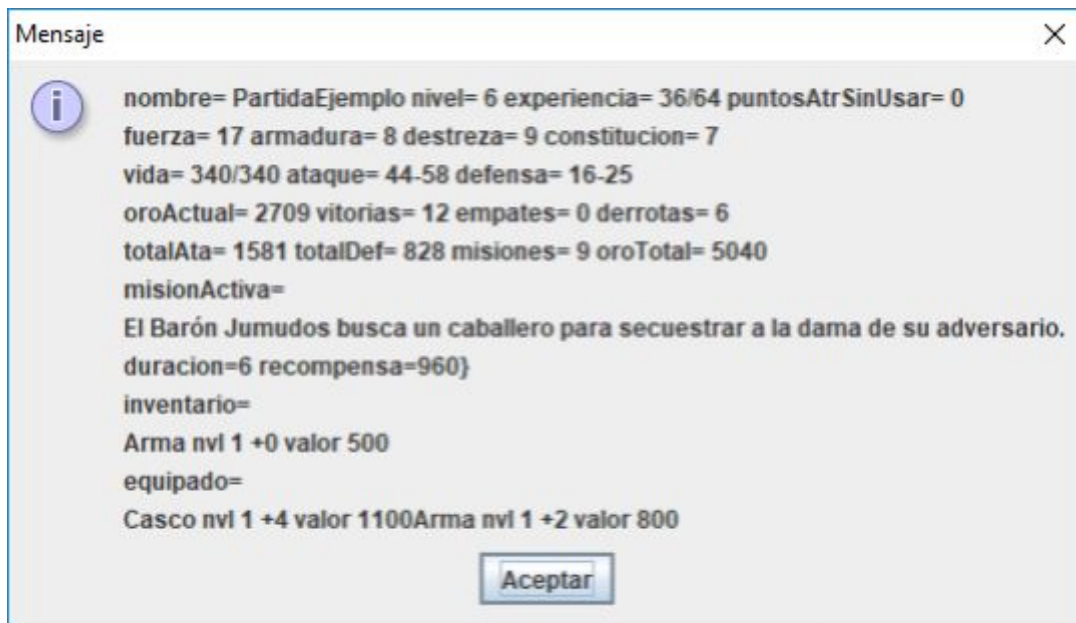 Mensaje
nombre= PartidaEjemplo nivel= 6 experiencia= 36/64 puntosAtrSinUsar= 0
fuerza= 17 armadura= 8 destreza= 9 constitucion= 7
vida= 340/340 ataque= 44-58 defensa= 16-25
oroActual= 2709 vitorias= 12 empates= 0 derrotas= 6
totalAta= 1581 totalDef= 828 misiones= 9 oroTotal= 5040
misionActiva=
El Barón Jumudos busca un caballero para secuestrar a la dama de su adversario.
duracion=6 recompensa=960}
inventario=
Arma nvl 1 +0 valor 500
equipado=
Casco nvl 1 +4 valor 1100Arma nvl 1 +2 valor 800
Aceptar